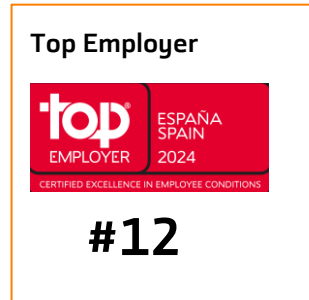 Top Employer
top
EMPLOYER
ESPAÑA
SPAIN
2024
CERTIFIED EXCELLENCE IN EMPLOYEE CONDITIONS
#12